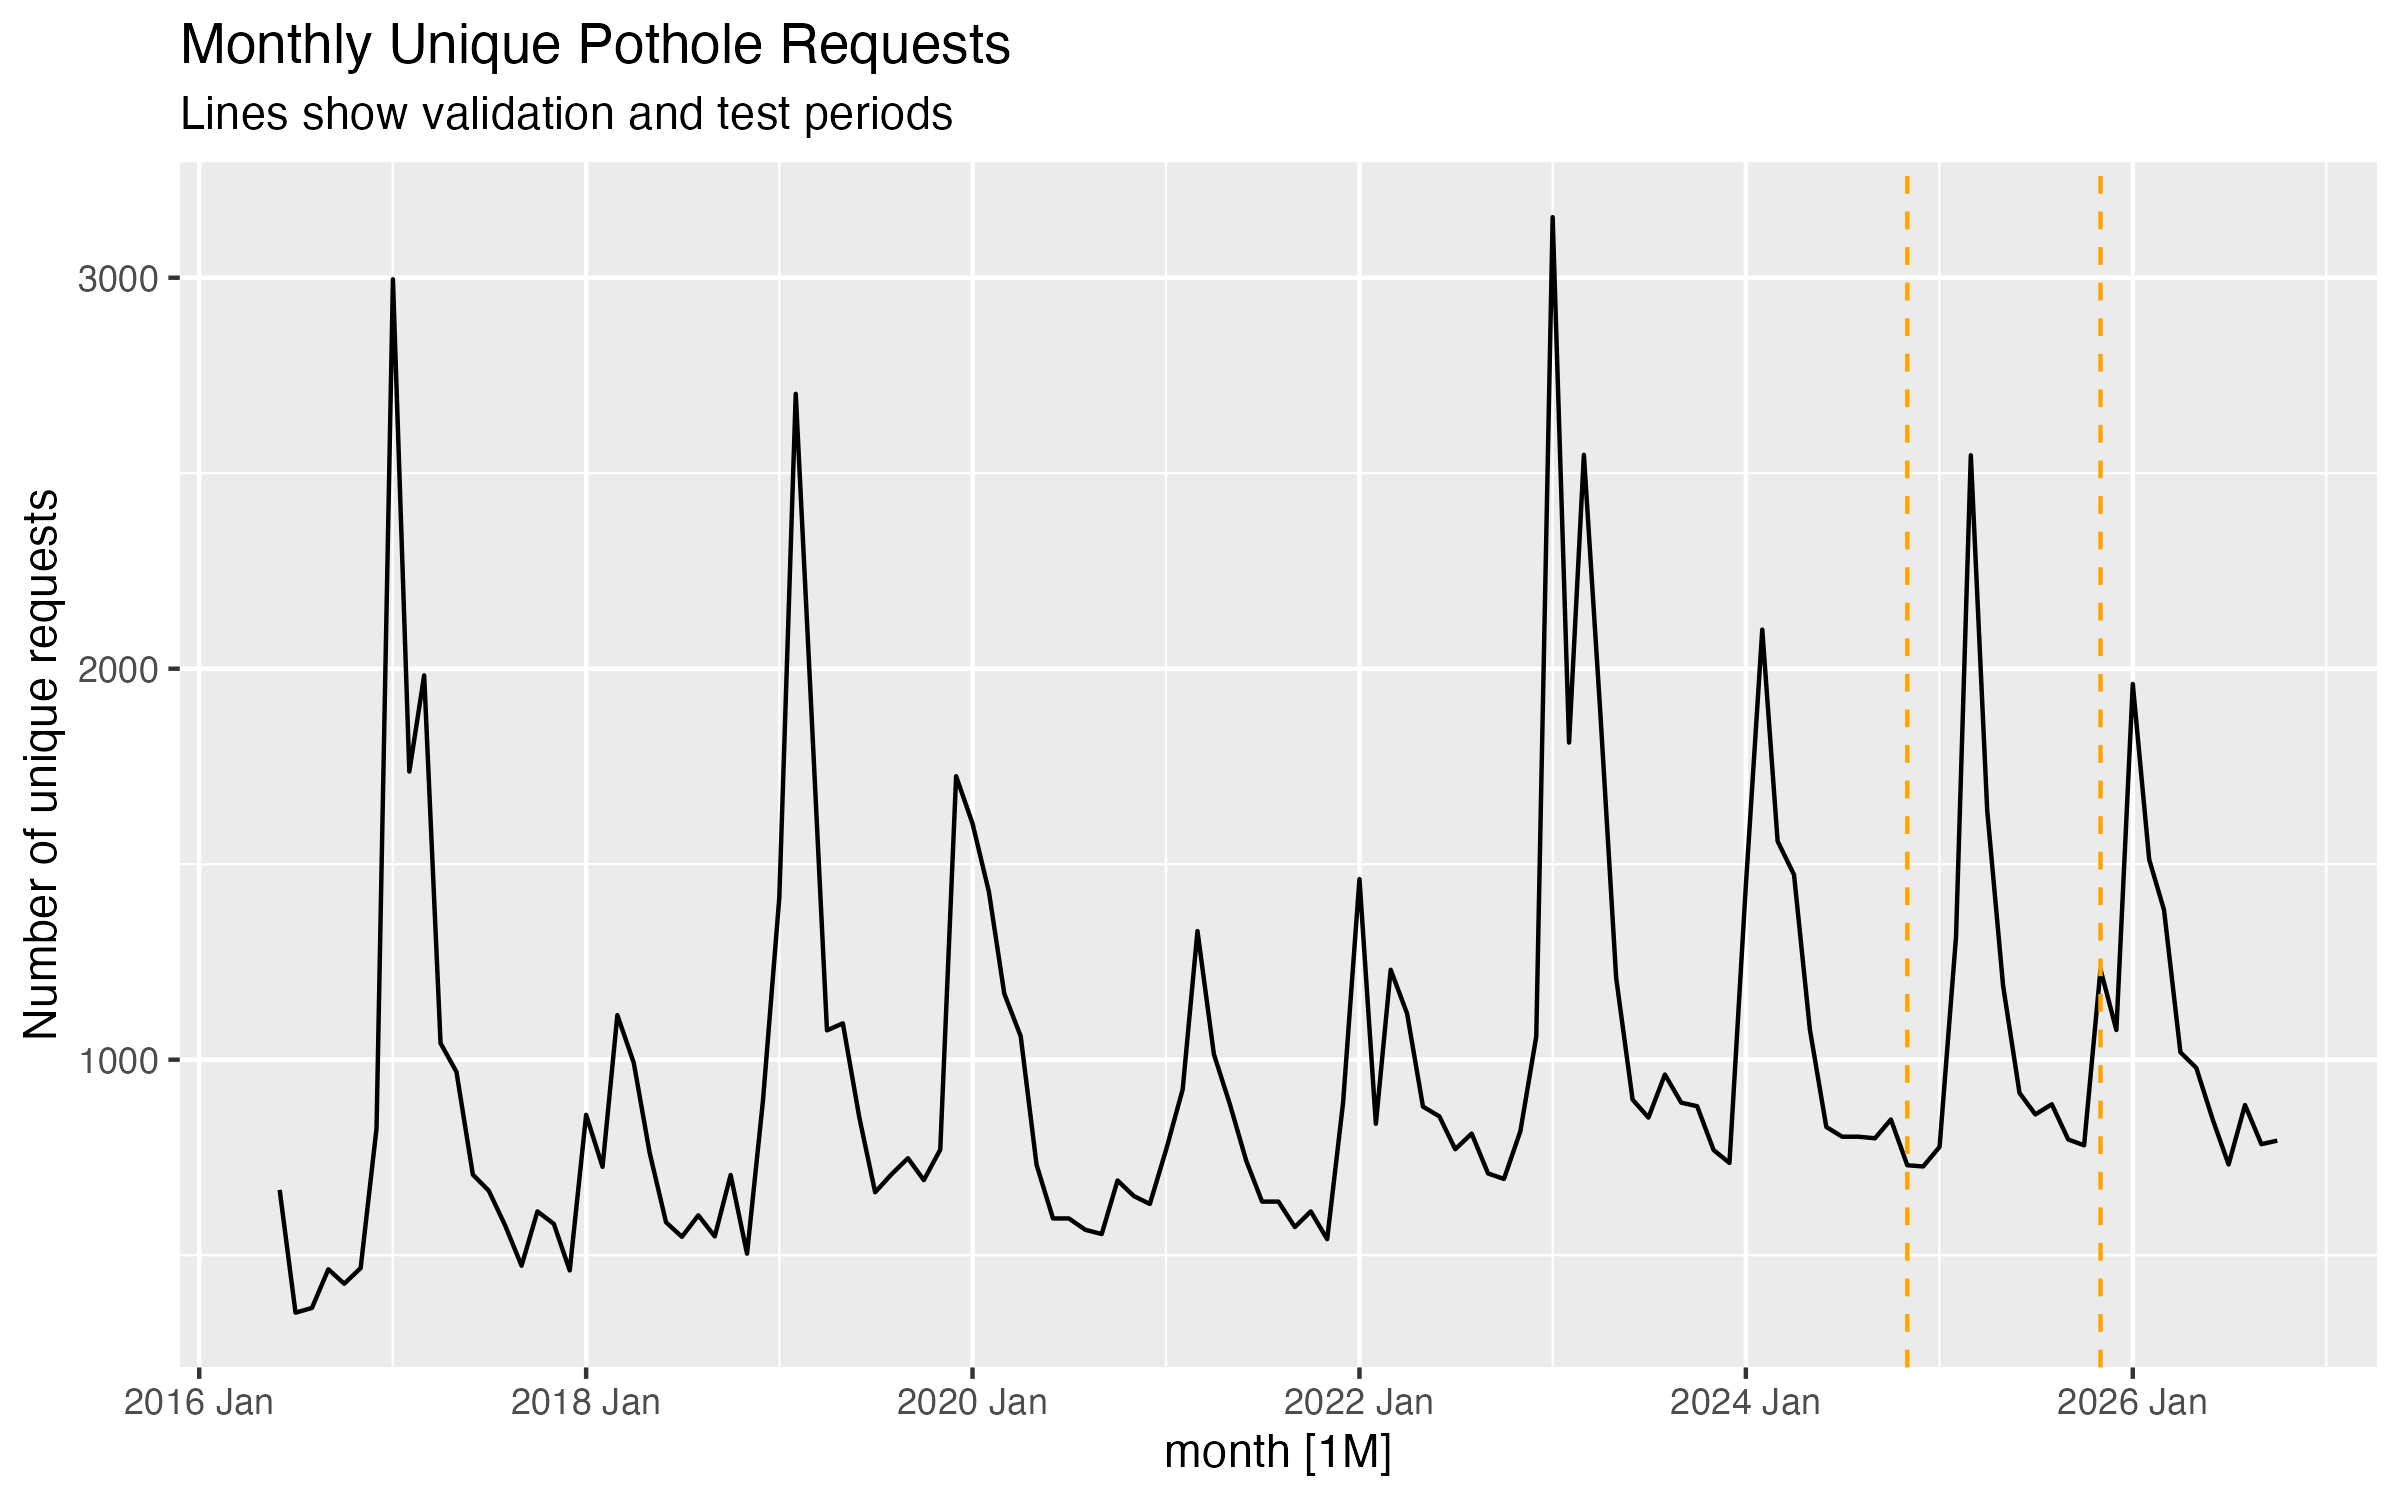 Monthly Unique Pothole Requests
Lines show validation and test periods
Number of unique requests
3000
2000
1000
2016 Jan
2018 Jan
2020 Jan
2022 Jan
2024 Jan
2026 Jan
month [1M]